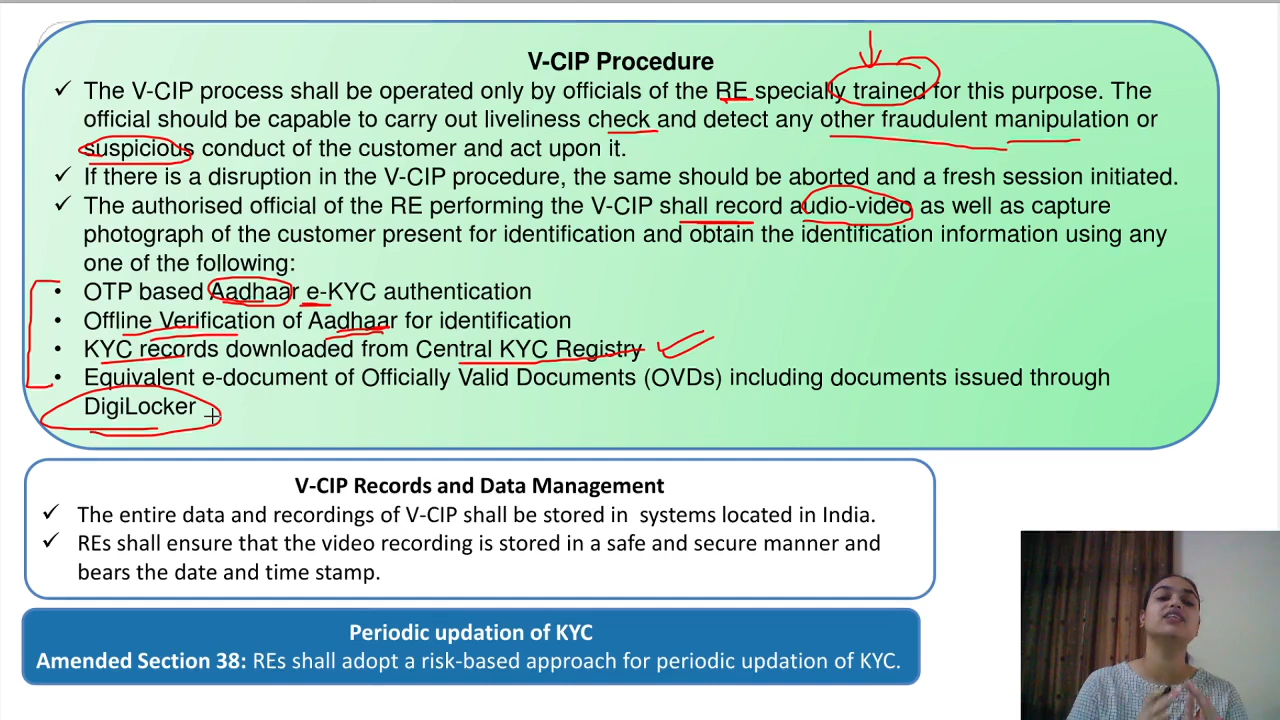 V-CIP Procedure
✓ The V-CIP process shall be operated only by officials of the RE specially trained for this purpose. The
official should be capable to carry out liveliness check and detect any other fraudulent manipulation or
suspicious conduct of the customer and act upon it.
✓ If there is a disruption in the V-CIP procedure, the same should be aborted and a fresh session initiated.
✓ The authorised official of the RE performing the V-CIP shall record audio-video as well as capture
photograph of the customer present for identification and obtain the identification information using any
one of the following:
• OTP based Aadhaar e-KYC authentication
• Offline Verification of Aadhaar for identification
• KYC records downloaded from Central KYC Registry
• Equivalent e-document of Officially Valid Documents (OVDs) including documents issued through
DigiLocker
V-CIP Records and Data Management
✓ The entire data and recordings of V-CIP shall be stored in systems located in India.
✓ REs shall ensure that the video recording is stored in a safe and secure manner and
bears the date and time stamp.
Periodic updation of KYC
Amended Section 38: REs shall adopt a risk-based approach for periodic updation of KYC.